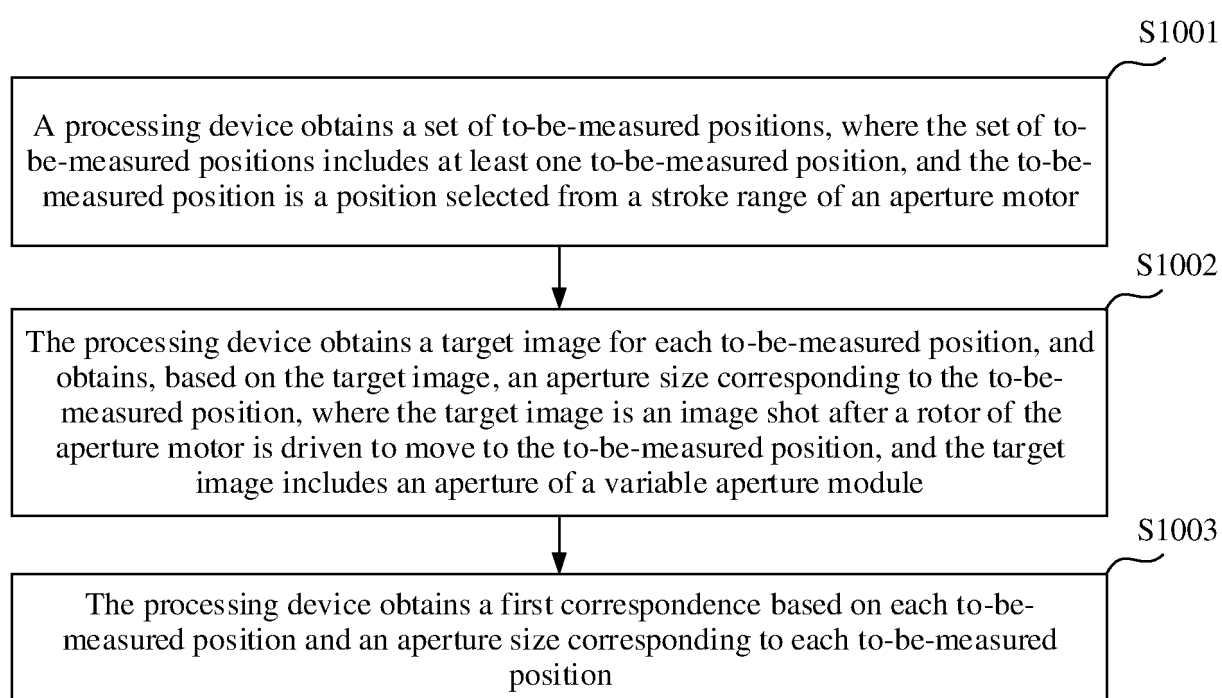 S1001
A processing device obtains a set of to-be-measured positions, where the set of to-
be-measured positions includes at least one to-be-measured position, and the to-be-
measured position is a position selected from a stroke range of an aperture motor
S1002
The processing device obtains a target image for each to-be-measured position, and
obtains, based on the target image, an aperture size corresponding to the to-be-
measured position, where the target image is an image shot after a rotor of the
aperture motor is driven to move to the to-be-measured position, and the target
image includes an aperture of a variable aperture module
S1003
The processing device obtains a first correspondence based on each to-be-
measured position and an aperture size corresponding to each to-be-measured
position